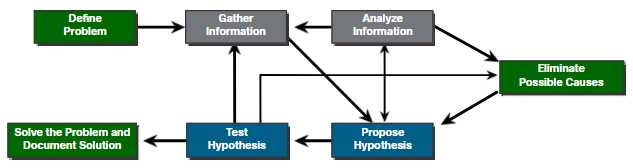 Define
Problem
Gather
Information
Analyze
Information
Eliminate
Possible Causes
Solve the Problem and
Document Solution
Test
Hypothesis
Propose
Hypothesis